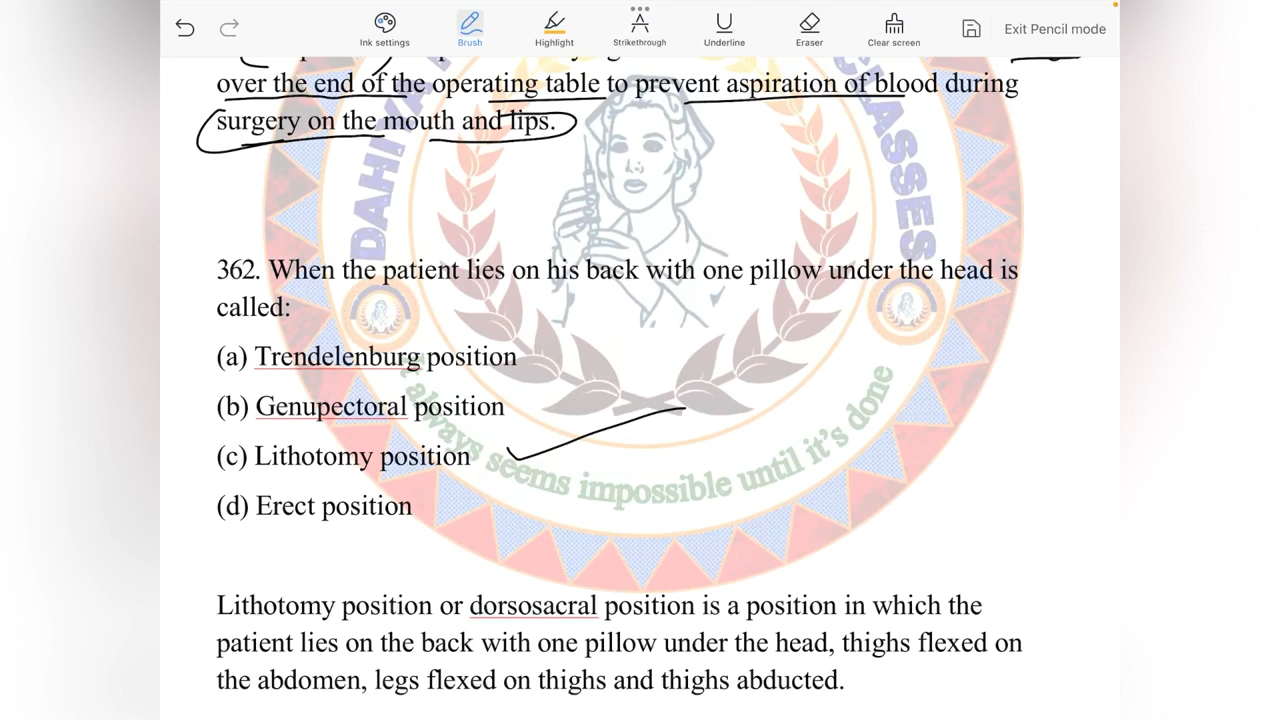 Exit Pencil mode
Ink settings
Brush
Highlight
Strikethrough
Underline
Eraser
Clear screen
over the end of the operating table to prevent aspiration of blood during
surgery on the mouth and lips.
DAHIYA
CLASSES
362. When the patient lies on his back with one pillow under the head is
called:
(a) Trendelenburg position
(b) Genupectoral position
(c) Lithotomy position
(d) Erect position
It always seems impossible until it's done
Lithotomy position or dorsosacral position is a position in which the
patient lies on the back with one pillow under the head, thighs flexed on
the abdomen, legs flexed on thighs and thighs abducted.